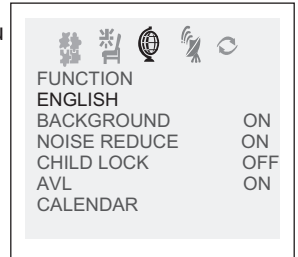 u
FUNCTION
ENGLISH
BACKGROUND ON
NOISE REDUCE ON
CHILD LOCK OFF
AVL ON
CALENDAR